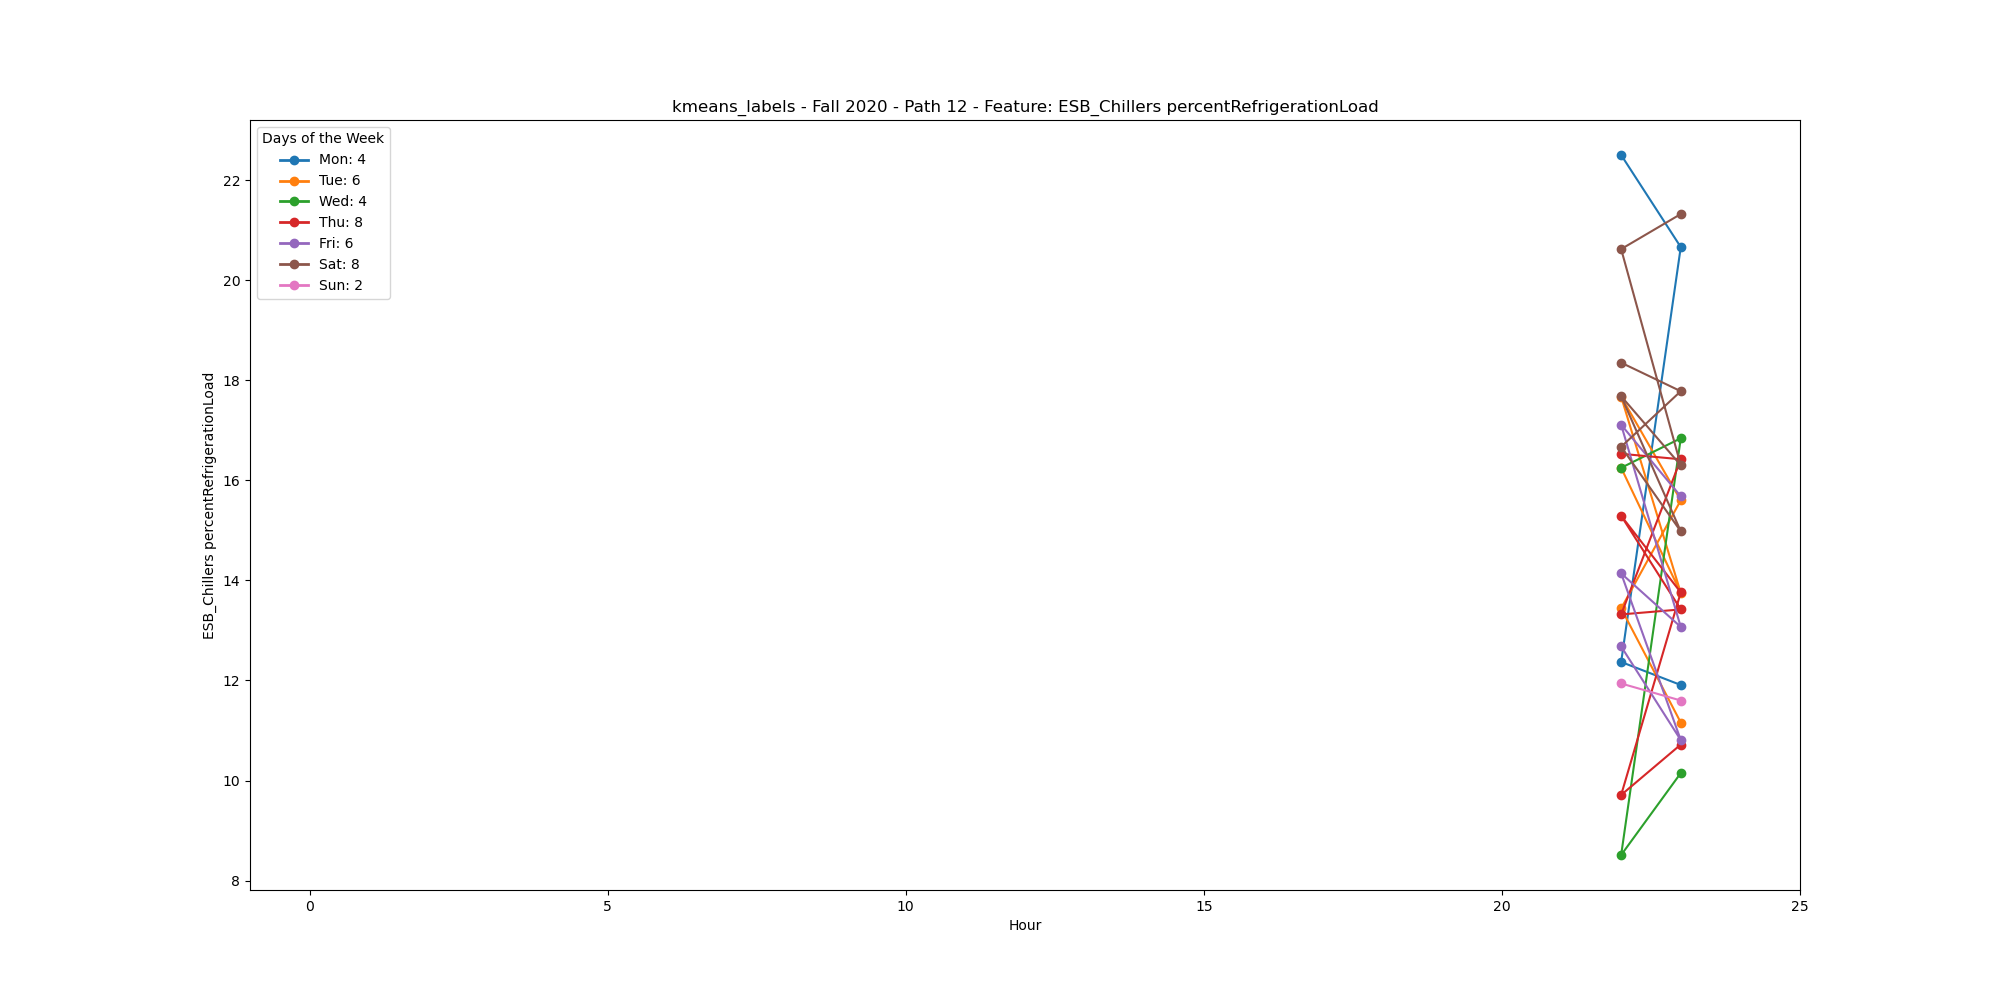 kmeans_labels - Fall 2020 - Path 12 - Feature: ESB_Chillers percentRefrigerationLoad
Days of the Week
Mon: 4
Tue: 6
Wed: 4
Thu: 8
Fri: 6
Sat: 8
Sun: 2
ESB_Chillers percentRefrigerationLoad
22
20
18
16
14
12
10
8
0 5 10 15 20 25
Hour